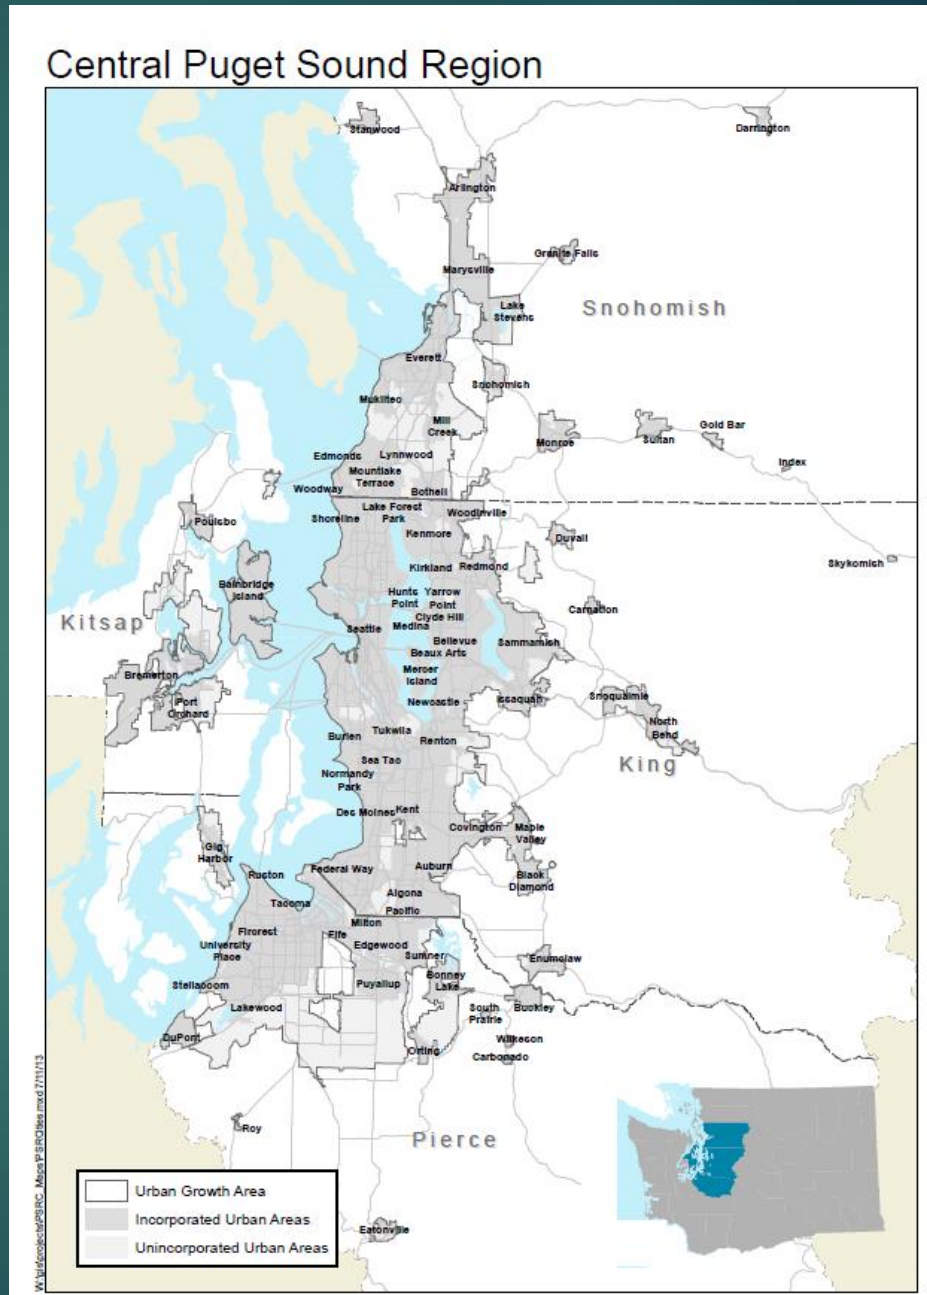 Central Puget Sound Region
Stanwood
Darrington
Arlington
Granite Falls
Marysville
Lake
Stevens
Snohomish
Everett
Snohomish
Mukilteo
Mill
Creek
Monroe
Sultan
Gold Bar
Index
Edmonds
Lynnwood
Mountlake
Terrace
Woodway
Bothell
Lake Forest
Park
Woodinville
Shoreline
Poulsbo
Kenmore
Duvall
Skykomish
Kirkland
Redmond
Bainbridge
Island
Hunts
Point
Yarrow
Point
Clyde Hill
Carnation
Kitsap
Seattle
Medina
Bellevue
Sammamish
Beaux Arts
Mercer
Island
Bremerton
Port
Orchard
Newcastle
Issaquah
Snoqualmie
North
Bend
Tukwila
Burien
Renton
Sea Tac
King
Normandy
Park
Des Moines
Kent
Covington
Maple
Valley
Gig
Harbor
Ruston
Federal Way
Auburn
Black
Diamond
Algona
Tacoma
Pacific
Milton
Fircrest
Fife
Edgewood
University
Place
Sumner
Enumclaw
Bonney
Lake
Steilacoom
Puyallup
Lakewood
South
Prairie
Buckley
DuPont
Orting
Wilkeson
Carbonado
Roy
Pierce
Eatonville
Urban Growth Area
Incorporated Urban Areas
Unincorporated Urban Areas